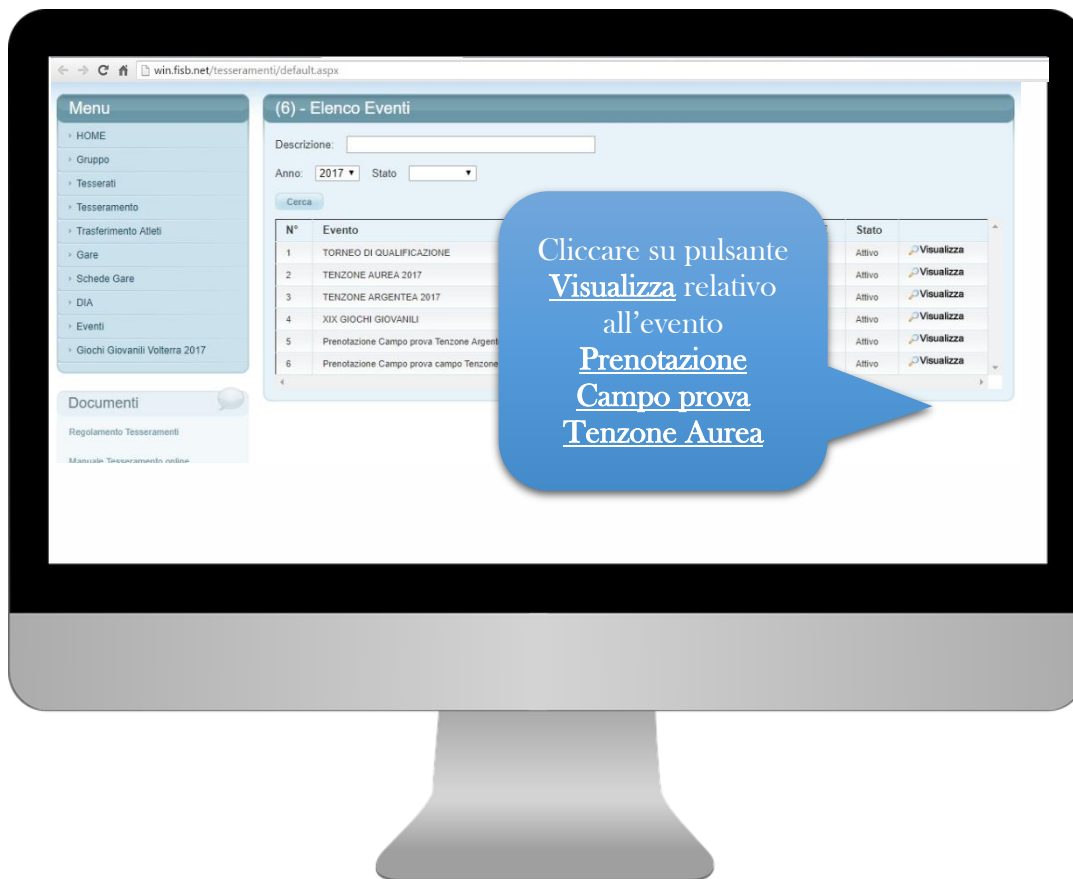 win.fisb.net/tesseramenti/default.aspx
Menu
HOME
Gruppo
Tesserati
Tesseramento
Trasferimento Atleti
Gare
Schede Gare
DIA
Eventi
Giochi Giovanili Volterra 2017
Documenti
Regolamento Tesseramenti
Manuale Tesseramento online
(6) - Elenco Eventi
Descrizione:
Anno: 2017 Stato
Cerca
N° Evento Stato
1 TORNEO DI QUALIFICAZIONE Attivo Visualizza
2 TENZONE AUREA 2017 Attivo Visualizza
3 TENZONE ARGENTEA 2017 Attivo Visualizza
4 XIX GIOCHI GIOVANILI Attivo Visualizza
5 Prenotazione Campo prova Tenzone Attivo Visualizza
6 Prenotazione Campo prova campo Tenzone Attivo Visualizza
Cliccare su pulsante
Visualizza relativo
all'evento
Prenotazione
Campo prova
Tenzone Aurea